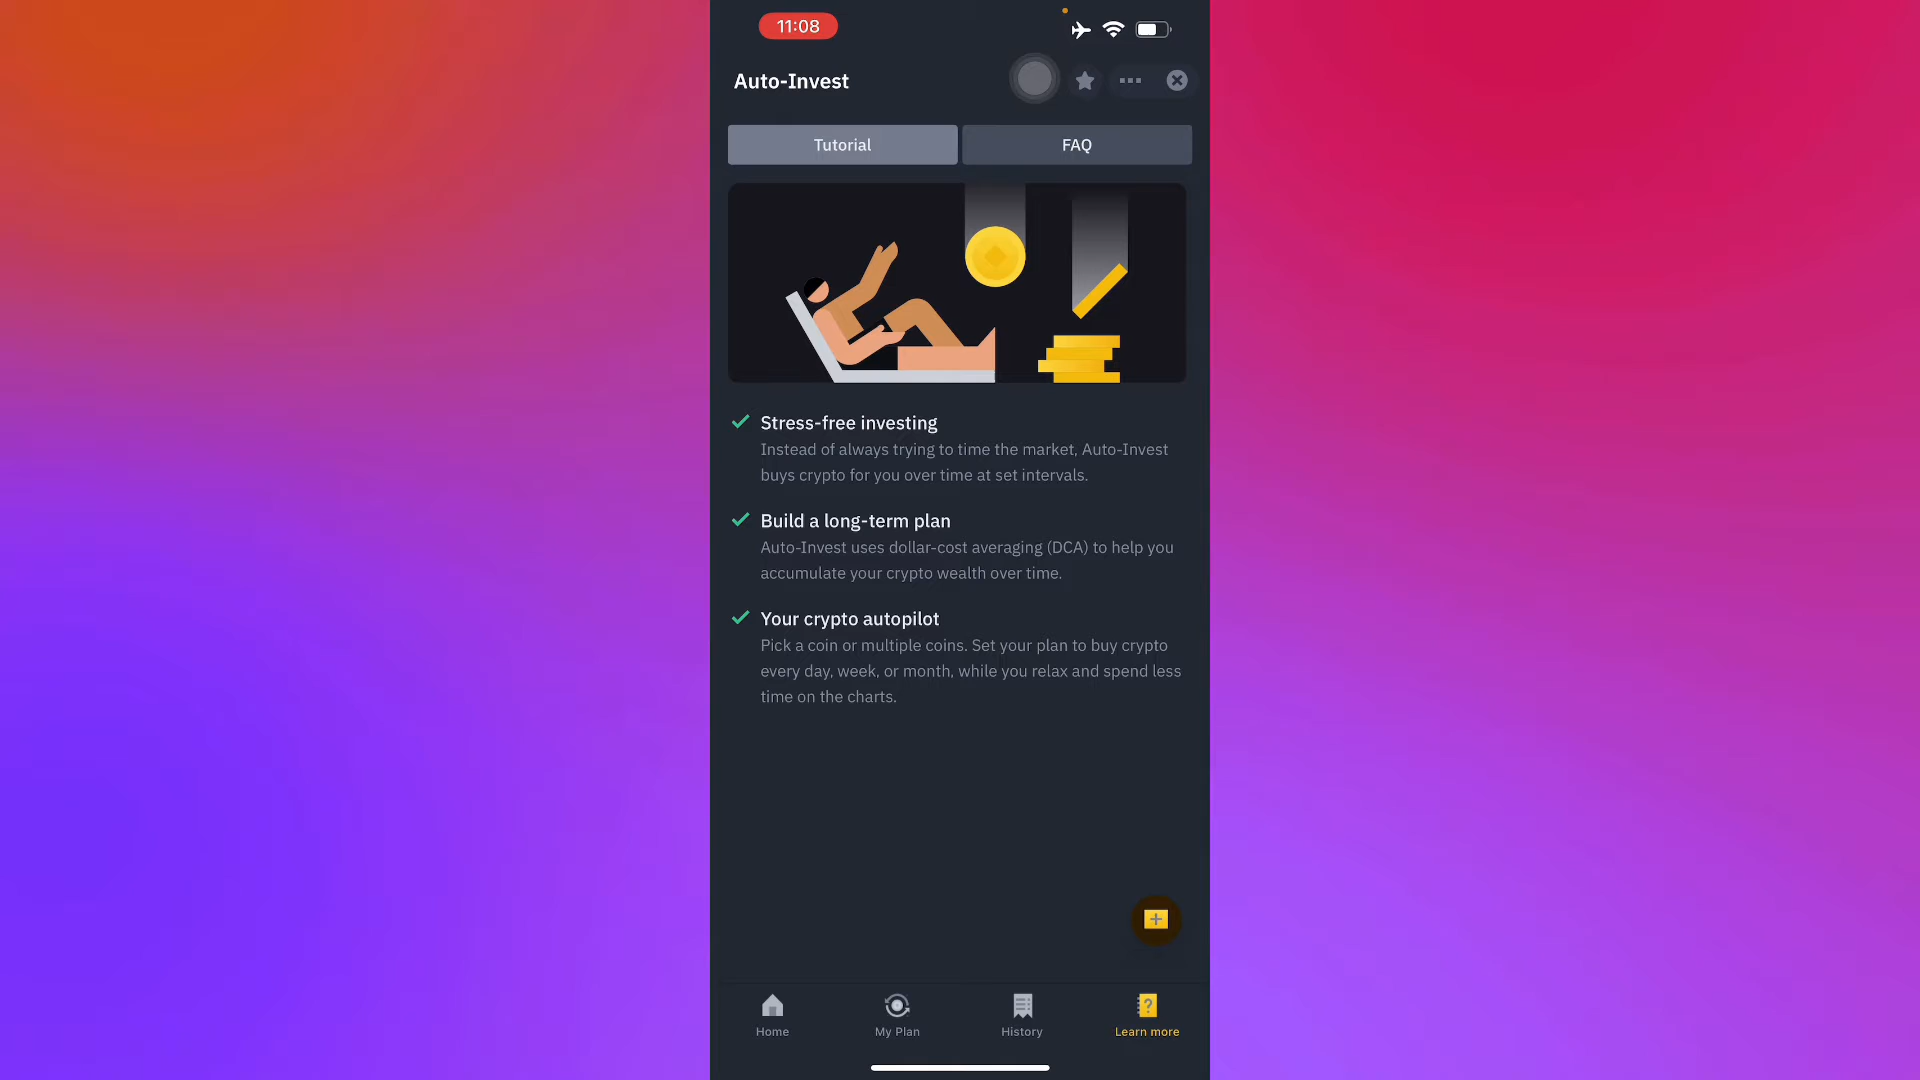 11:08
Auto-Invest
Tutorial
FAQ
Stress-free investing
Instead of always trying to time the market, Auto-Invest
buys crypto for you over time at set intervals.
Build a long-term plan
Auto-Invest uses dollar-cost averaging (DCA) to help you
accumulate your crypto wealth over time.
Your crypto autopilot
Pick a coin or multiple coins. Set your plan to buy crypto
every day, week, or month, while you relax and spend less
time on the charts.
Home
My Plan
History
Learn more